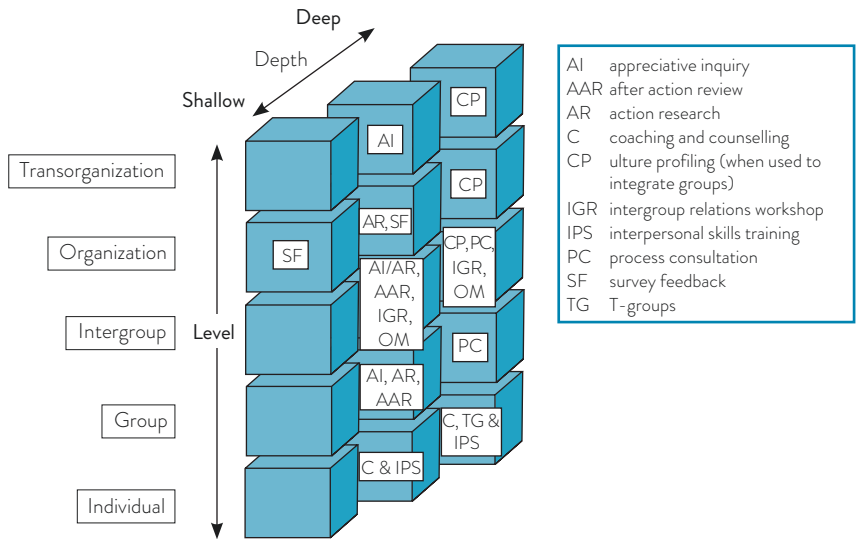 Deep
Depth
Shallow
CP
AI
Transorganization
CP
AR, SF
Organization
SF
CP, PC,
IGR,
OM
AI/AR,
AAR,
IGR,
OM
Intergroup
Level
PC
AI, AR,
AAR
Group
C, TG &
IPS
C & IPS
Individual
AI appreciative inquiry
AAR after action review
AR action research
C coaching and counselling
CP ulture profiling (when used to
integrate groups)
IGR intergroup relations workshop
IPS interpersonal skills training
PC process consultation
SF survey feedback
TG T-groups